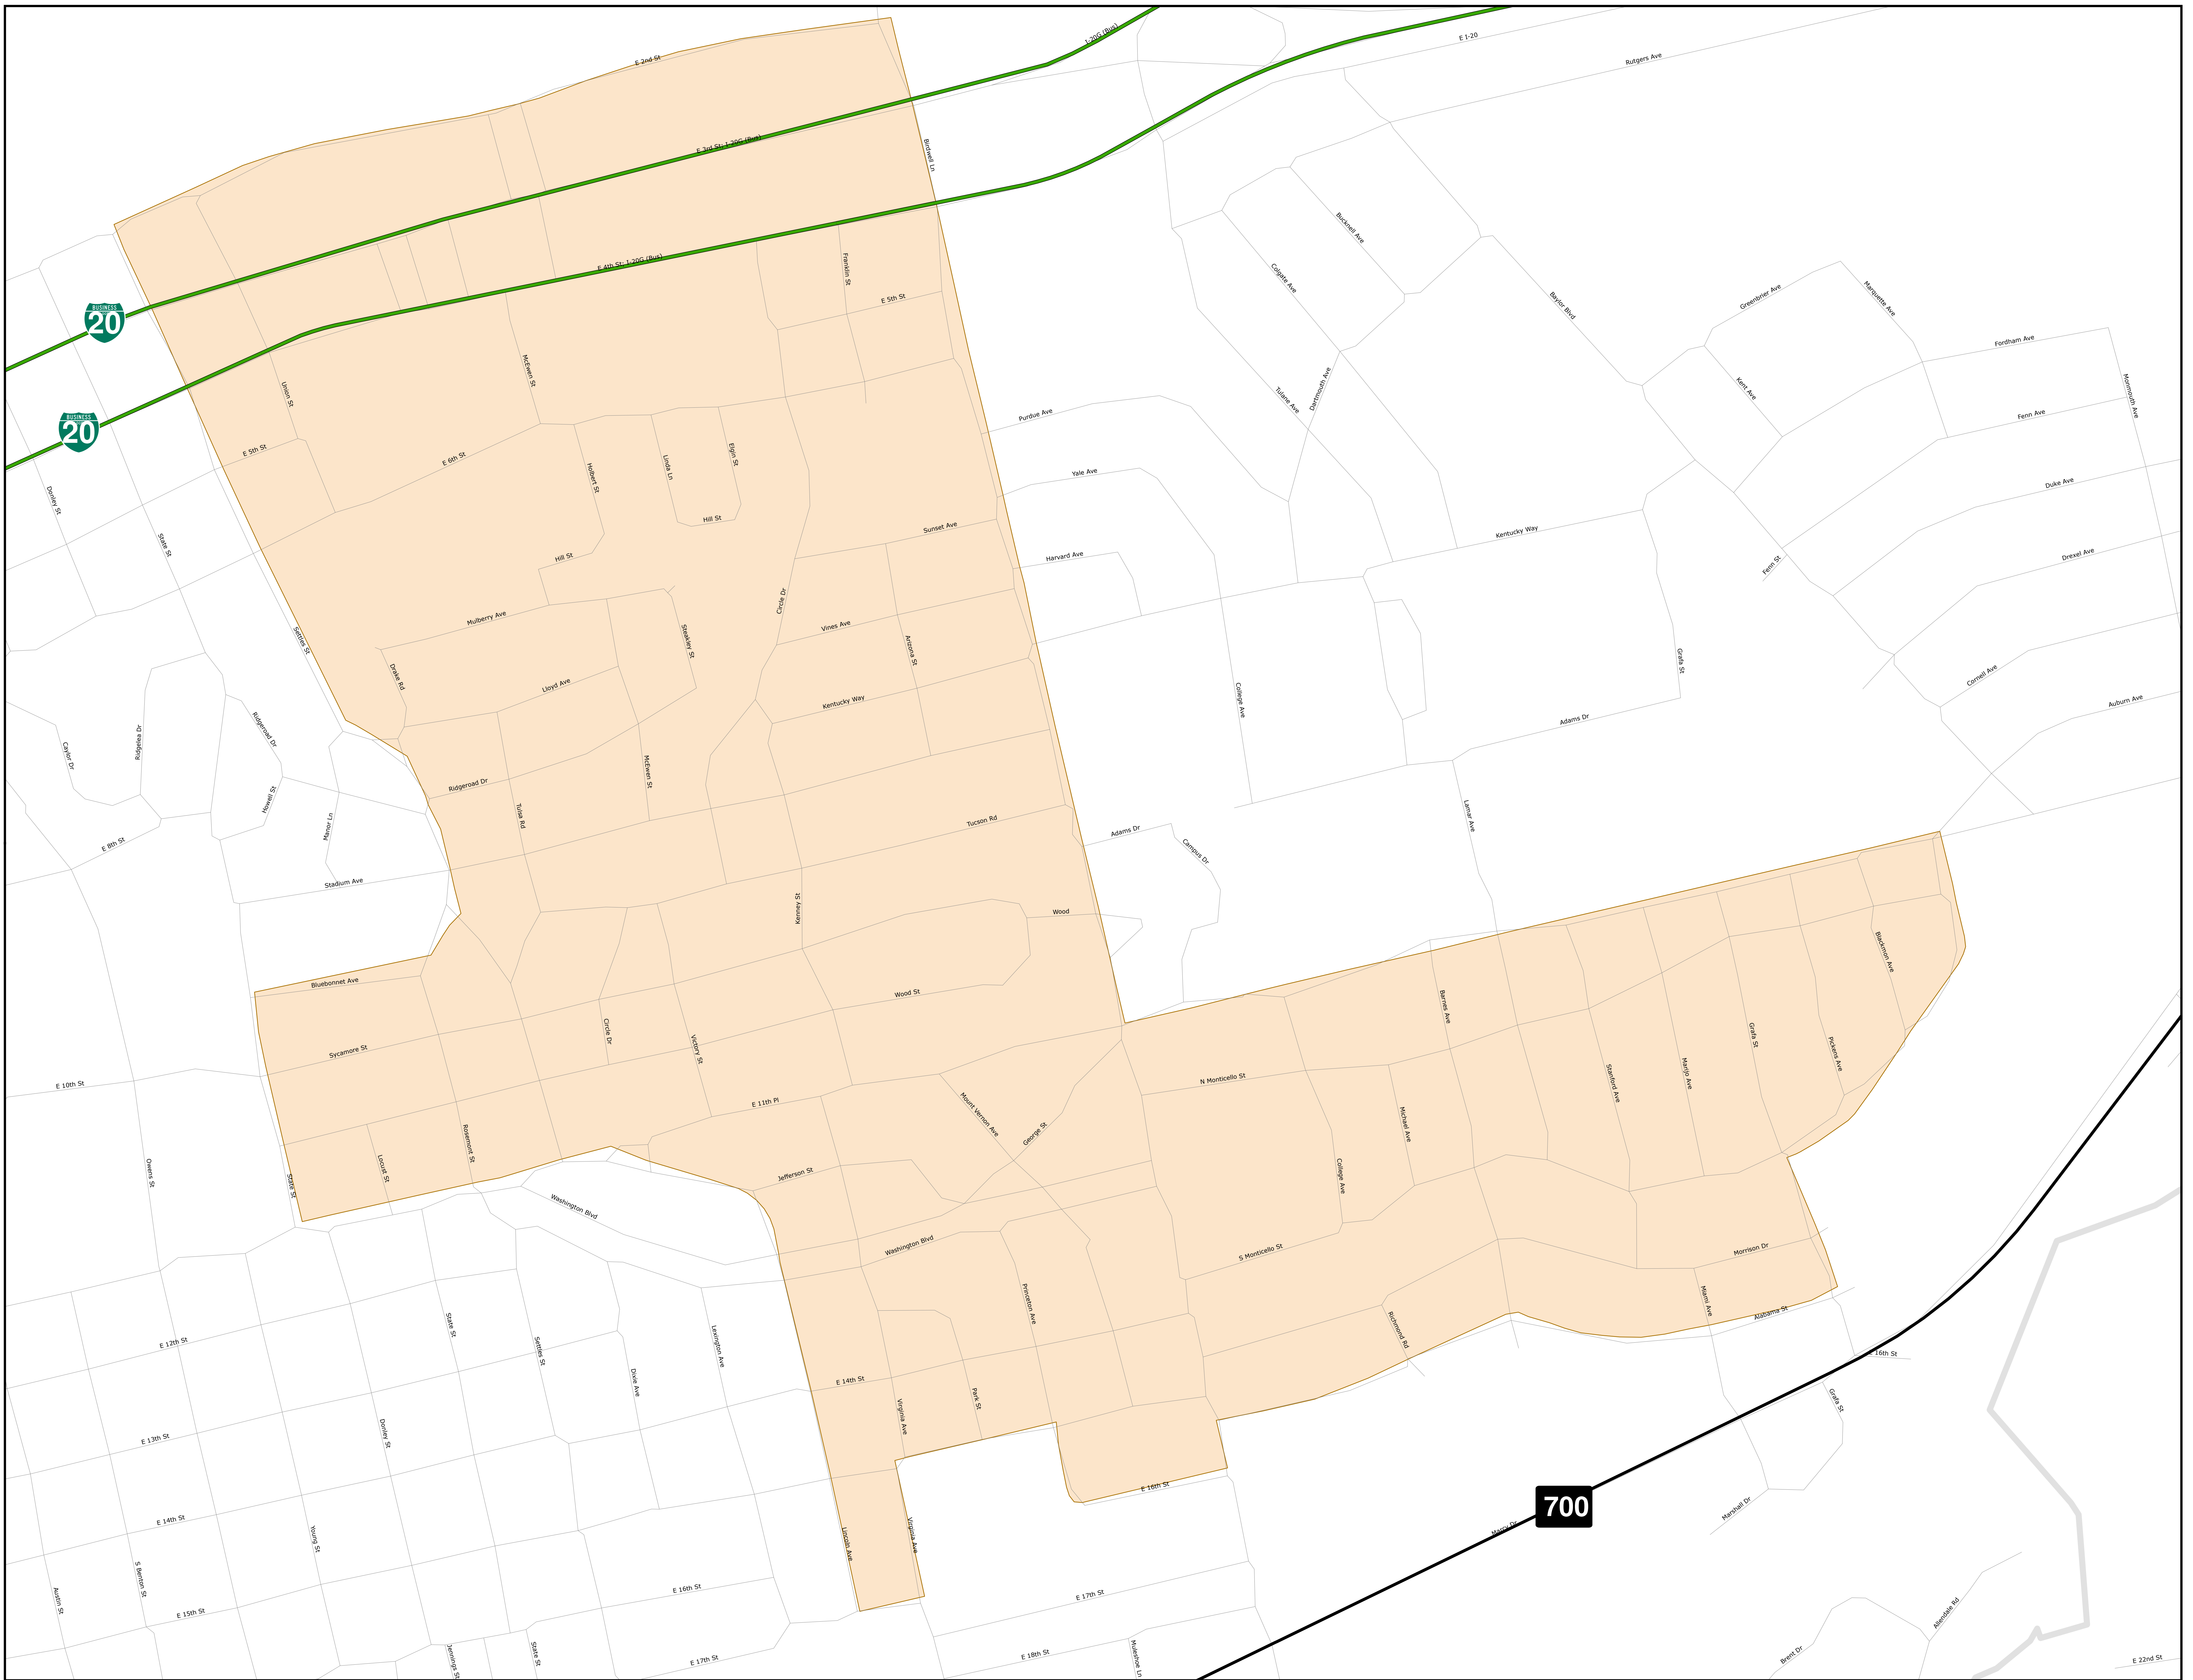 1-20G (Bus)
E 1-20
E 2nd St
Rutgers Ave
E 3rd St; 1-20G (Bus)
Birdwell Ln
Bucknell Ave
E 4th St; 1-20G (Bus)
Franklin St
Colgate Ave
E 5th St
Baylor Blvd
Greenbrier Ave
Marquette Ave
BUSINESS
20
Fordham Ave
McEwen St
Union St
Tulane Ave
Dartmouth Ave
Kent Ave
Monmouth Ave
BUSINESS
20
Purdue Ave
Fenn Ave
E 5th St
E 6th St
Holbert St
Linda Ln
Elgin St
Yale Ave
Duke Ave
Donley St
State St
Hill St
Sunset Ave
Kentucky Way
Hill St
Harvard Ave
Fenn St
Drexel Ave
Circle Dr
Mulberry Ave
Vines Ave
Settles St
Steakley St
Arizona St
Grafa St
Drake Rd
Lloyd Ave
Kentucky Way
College Ave
Cornell Ave
Auburn Ave
Adams Dr
Caylor Dr
Ridgelea Dr
Ridgeroad Dr
Ridgeroad Dr
McEwen St
Howell St
Manor Ln
Tulsa Rd
Tucson Rd
Adams Dr
Lamar Ave
E 8th St
Campus Dr
Stadium Ave
Kenney St
Wood
Blackmon Ave
Bluebonnet Ave
Wood St
Barnes Ave
Circle Dr
Victory St
Grafa St
Pickens Ave
Sycamore St
E 10th St
N Monticello St
Stanford Ave
Marijo Ave
E 11th Pl
Mount Vernon Ave
George St
Michael Ave
Rosemont St
Locust St
Owens St
State St
Jefferson St
College Ave
Washington Blvd
Washington Blvd
S Monticello St
Morrison Dr
Princeton Ave
Miami Ave
Alabama St
Richmond Rd
E 12th St
State St
Settles St
Lexington Ave
E 16th St
Dixie Ave
E 14th St
Park St
Virginia Ave
Grafa St
E 13th St
Donley St
E 16th St
Marshall Dr
700
Marcy Dr
E 14th St
Young St
Lincoln Ave
Virginia Ave
S Benton St
Austin St
E 16th St
E 17th St
E 15th St
Allendale Rd
Jennings St
State St
E 17th St
E 18th St
Muleshoe Ln
Brent Dr
E 22nd St